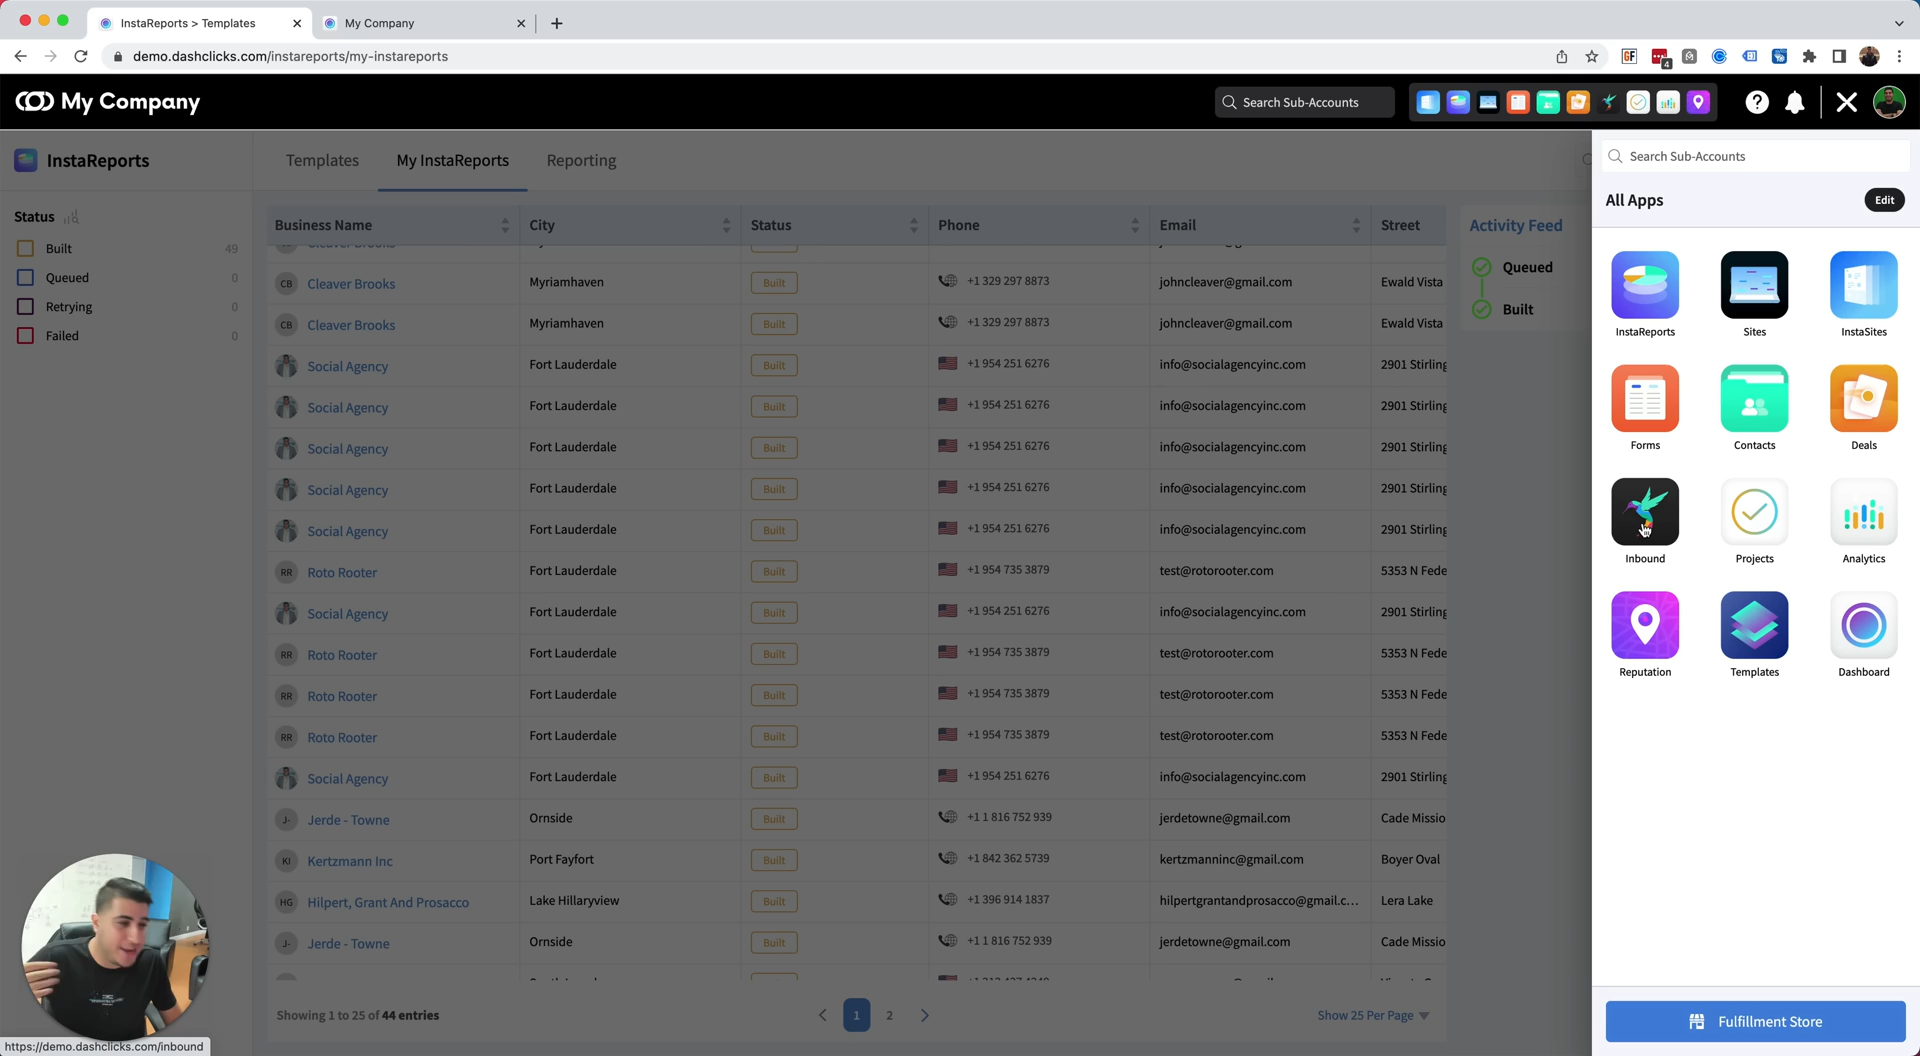 InstaReports > Templates
My Company
demo.dashclicks.com/instareports/my-instareports
4
My Company
Search Sub-Accounts
InstaReports
Templates
My InstaReports
Reporting
Search Sub-Accounts
All Apps
Edit
Status
Built 49
Queued 0
Retrying 0
Failed 0
Business Name City Status Phone Email Street
CB Cleaver Brooks Myriamhaven Built +1 329 297 8873 johncleaver@gmail.com Ewald Vista
CB Cleaver Brooks Myriamhaven Built +1 329 297 8873 johncleaver@gmail.com Ewald Vista
Social Agency Fort Lauderdale Built +1 954 251 6276 info@socialagencyinc.com 2901 Stirling
Social Agency Fort Lauderdale Built +1 954 251 6276 info@socialagencyinc.com 2901 Stirling
Social Agency Fort Lauderdale Built +1 954 251 6276 info@socialagencyinc.com 2901 Stirling
Social Agency Fort Lauderdale Built +1 954 251 6276 info@socialagencyinc.com 2901 Stirling
Social Agency Fort Lauderdale Built +1 954 251 6276 info@socialagencyinc.com 2901 Stirling
RR Roto Rooter Fort Lauderdale Built +1 954 735 3879 test@rotorooter.com 5353 N Fede
Social Agency Fort Lauderdale Built +1 954 251 6276 info@socialagencyinc.com 2901 Stirling
RR Roto Rooter Fort Lauderdale Built +1 954 735 3879 test@rotorooter.com 5353 N Fede
RR Roto Rooter Fort Lauderdale Built +1 954 735 3879 test@rotorooter.com 5353 N Fede
RR Roto Rooter Fort Lauderdale Built +1 954 735 3879 test@rotorooter.com 5353 N Fede
Social Agency Fort Lauderdale Built +1 954 251 6276 info@socialagencyinc.com 2901 Stirling
J- Jerde - Towne Ornside Built +1 1 816 752 939 jerdetowne@gmail.com Cade Missio
KI Kertzmann Inc Port Fayfort Built +1 842 362 5739 kertzmanninc@gmail.com Boyer Oval
HG Hilpert, Grant And Prosacco Lake Hillaryview Built +1 396 914 1837 hilpertgrantandprosacco@gmail.c... Lera Lake
J- Jerde - Towne Ornside Built +1 1 816 752 939 jerdetowne@gmail.com Cade Missio
Showing 1 to 25 of 44 entries
1 2
Show 25 Per Page
Activity Feed
Queued
Built
InstaReports Sites InstaSites
Forms Contacts Deals
Inbound Projects Analytics
Reputation Templates Dashboard
Fulfillment Store
https://demo.dashclicks.com/inbound